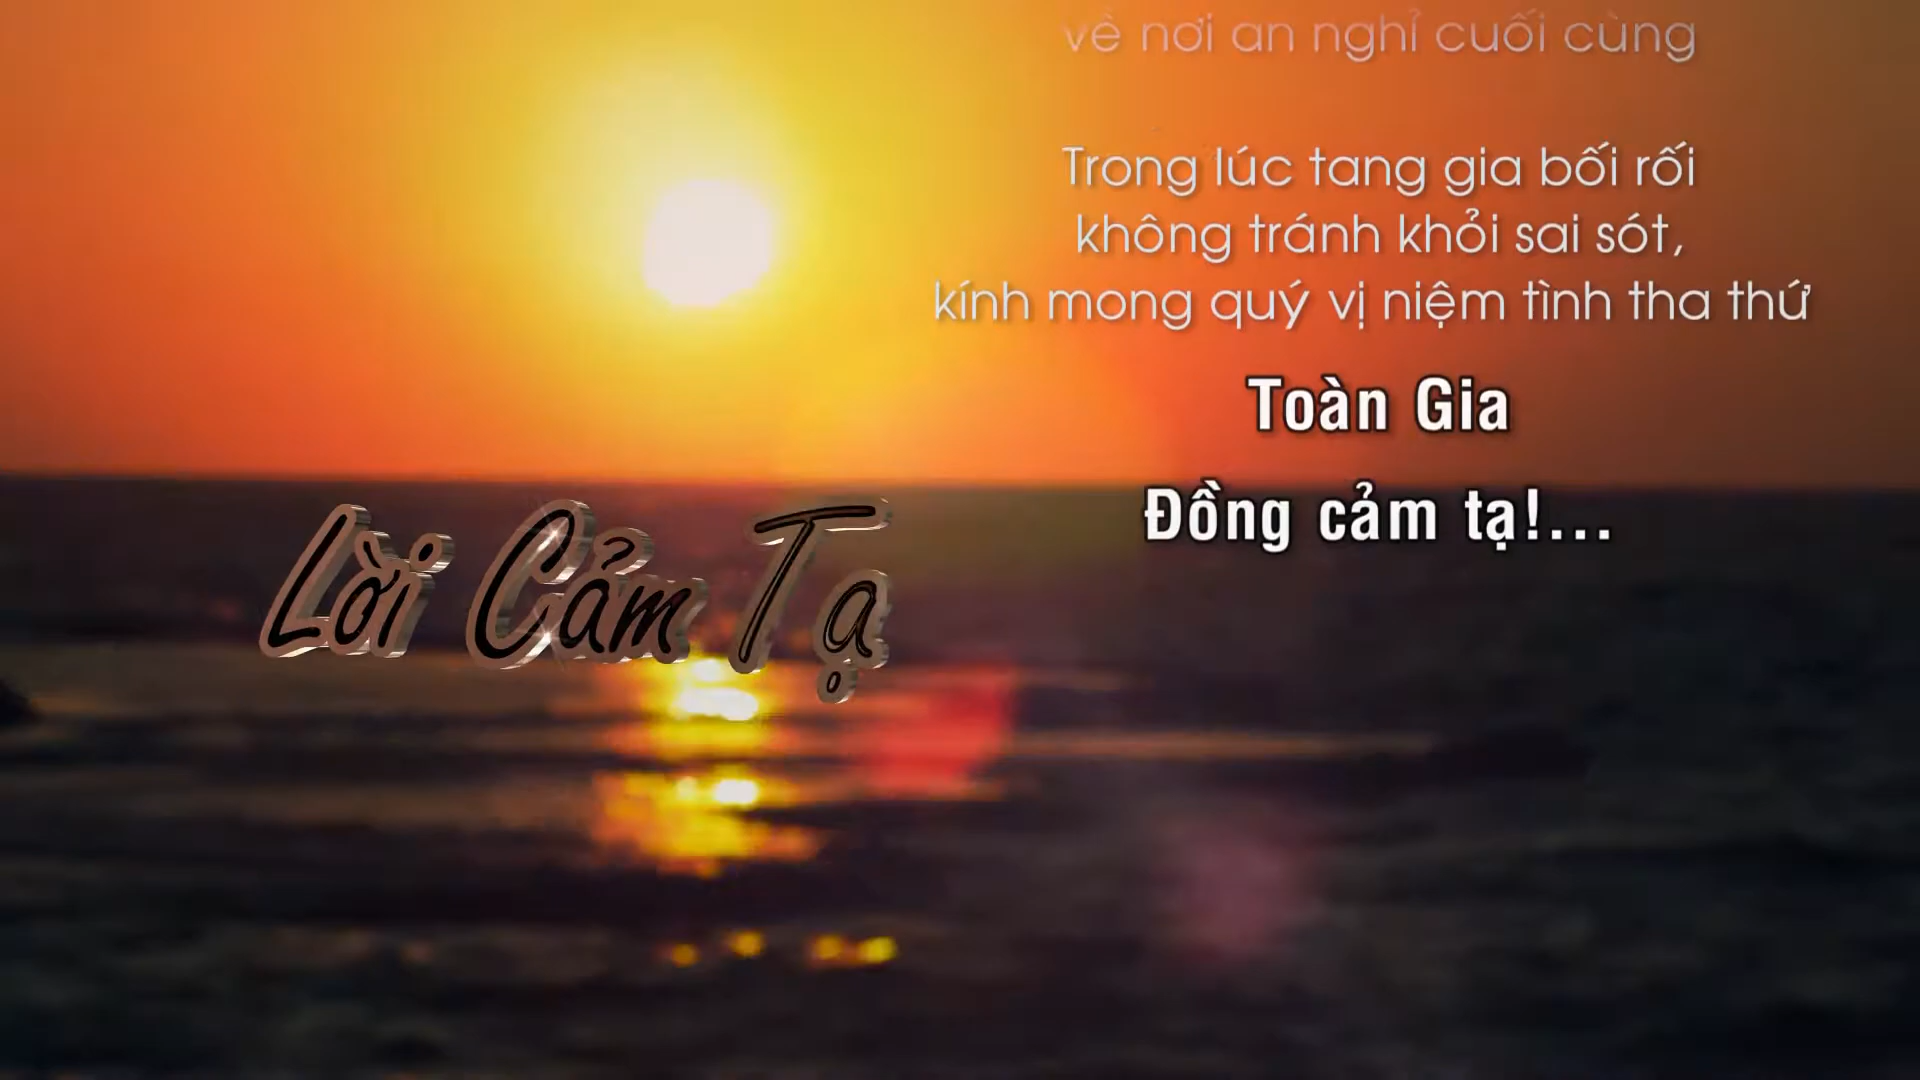 về nơi an nghỉ cuối cùng
Trong lúc tang gia bối rối
không tránh khỏi sai sót,
kính mong quý vị niệm tình tha thứ
Toàn Gia
Đồng cảm tạ!...
Lời Cảm Tạ